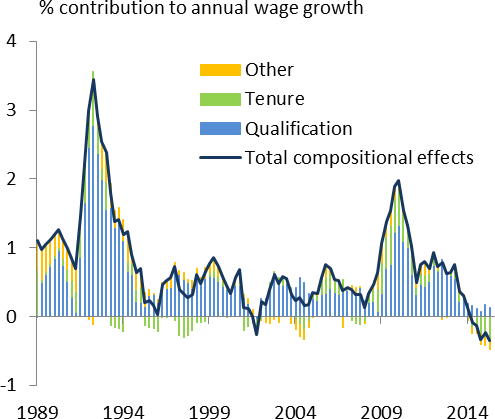 % contribution to annual wage growth
4
3
2
1
0
-1
Other
Tenure
Qualification
Total compositional effects
1989 1994 1999 2004 2009 2014